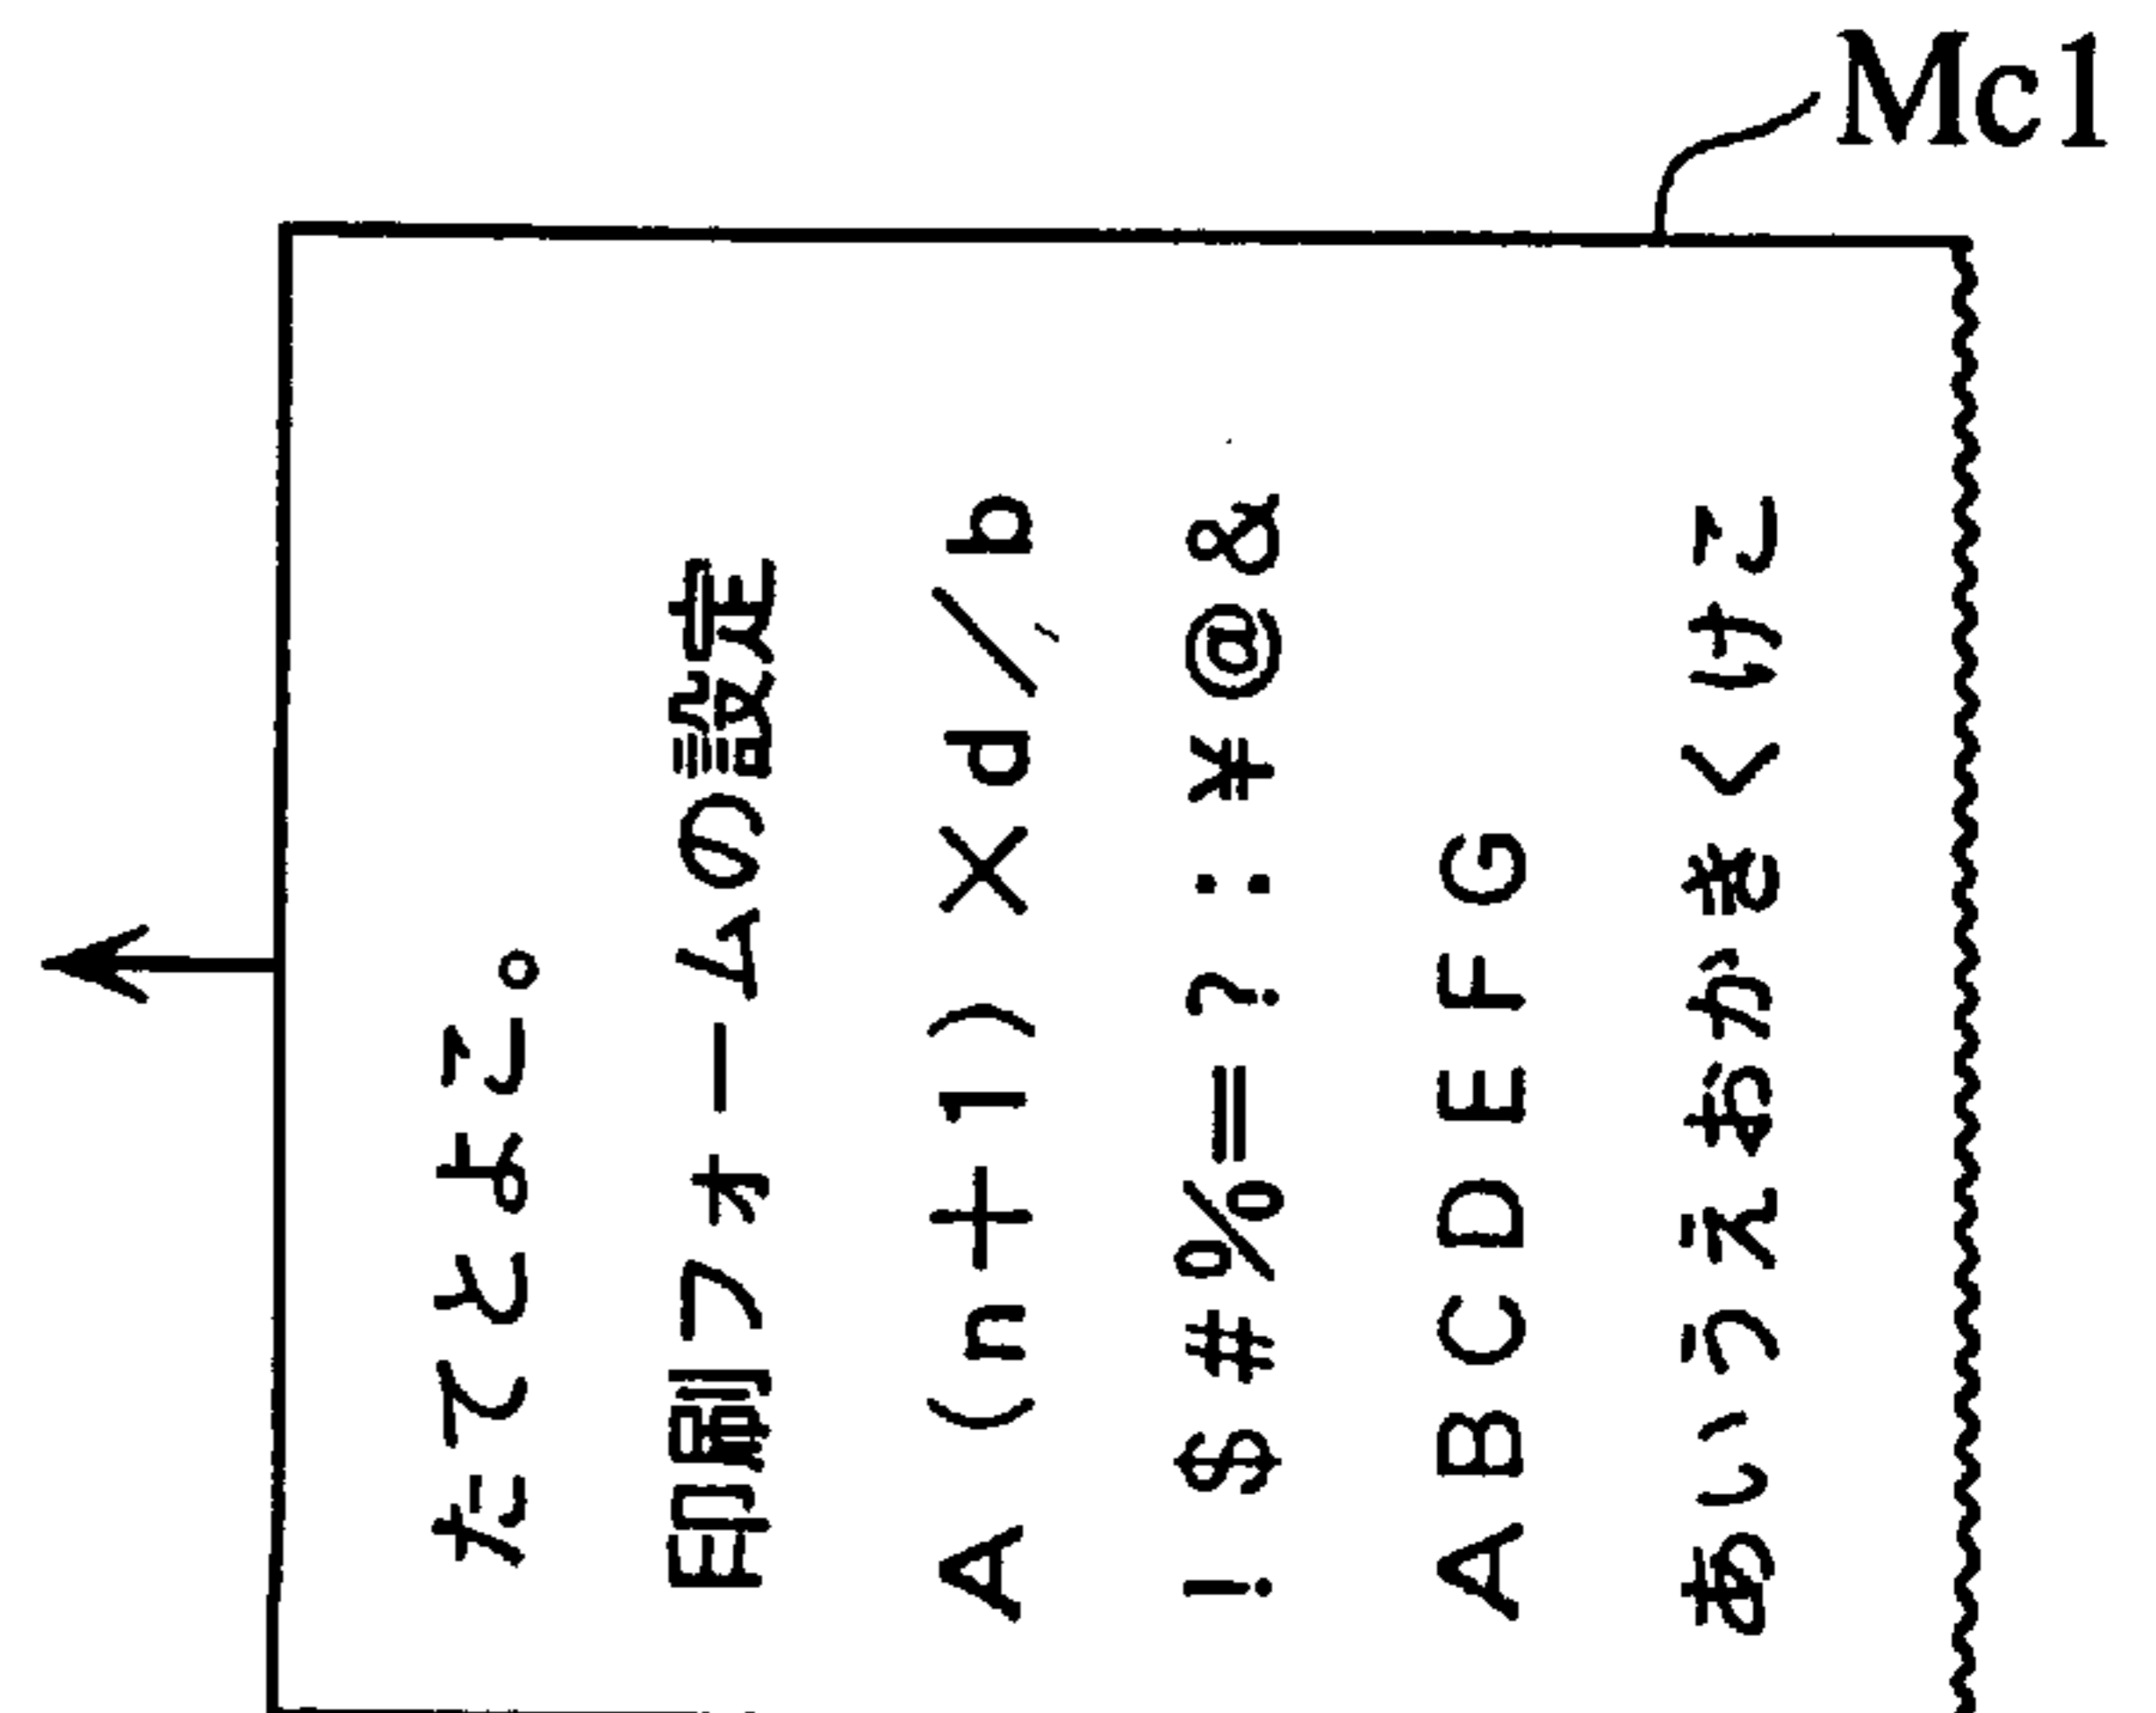 Mc1
たてとよこ。
印刷フォームの設定
A(n+1)×d/b
!$#%=?:¥@&
ABCDEFG
あいうえおかきくけこ